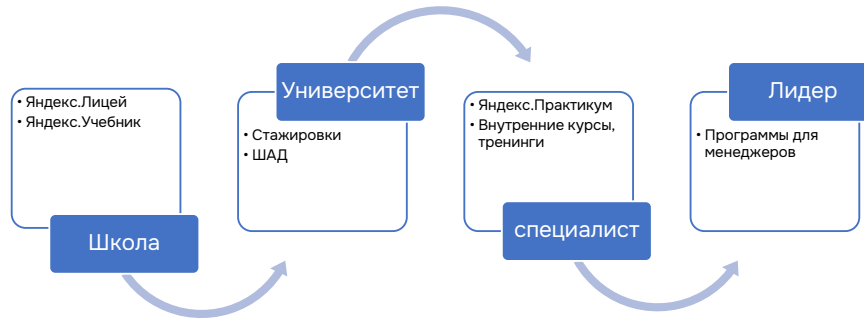 • Яндекс.Лицей
• Яндекс.Учебник
Школа
Университет
• Стажировки
• ШАД
• Яндекс.Практикум
• Внутренние курсы,
тренинги
специалист
Лидер
• Программы для
менеджеров